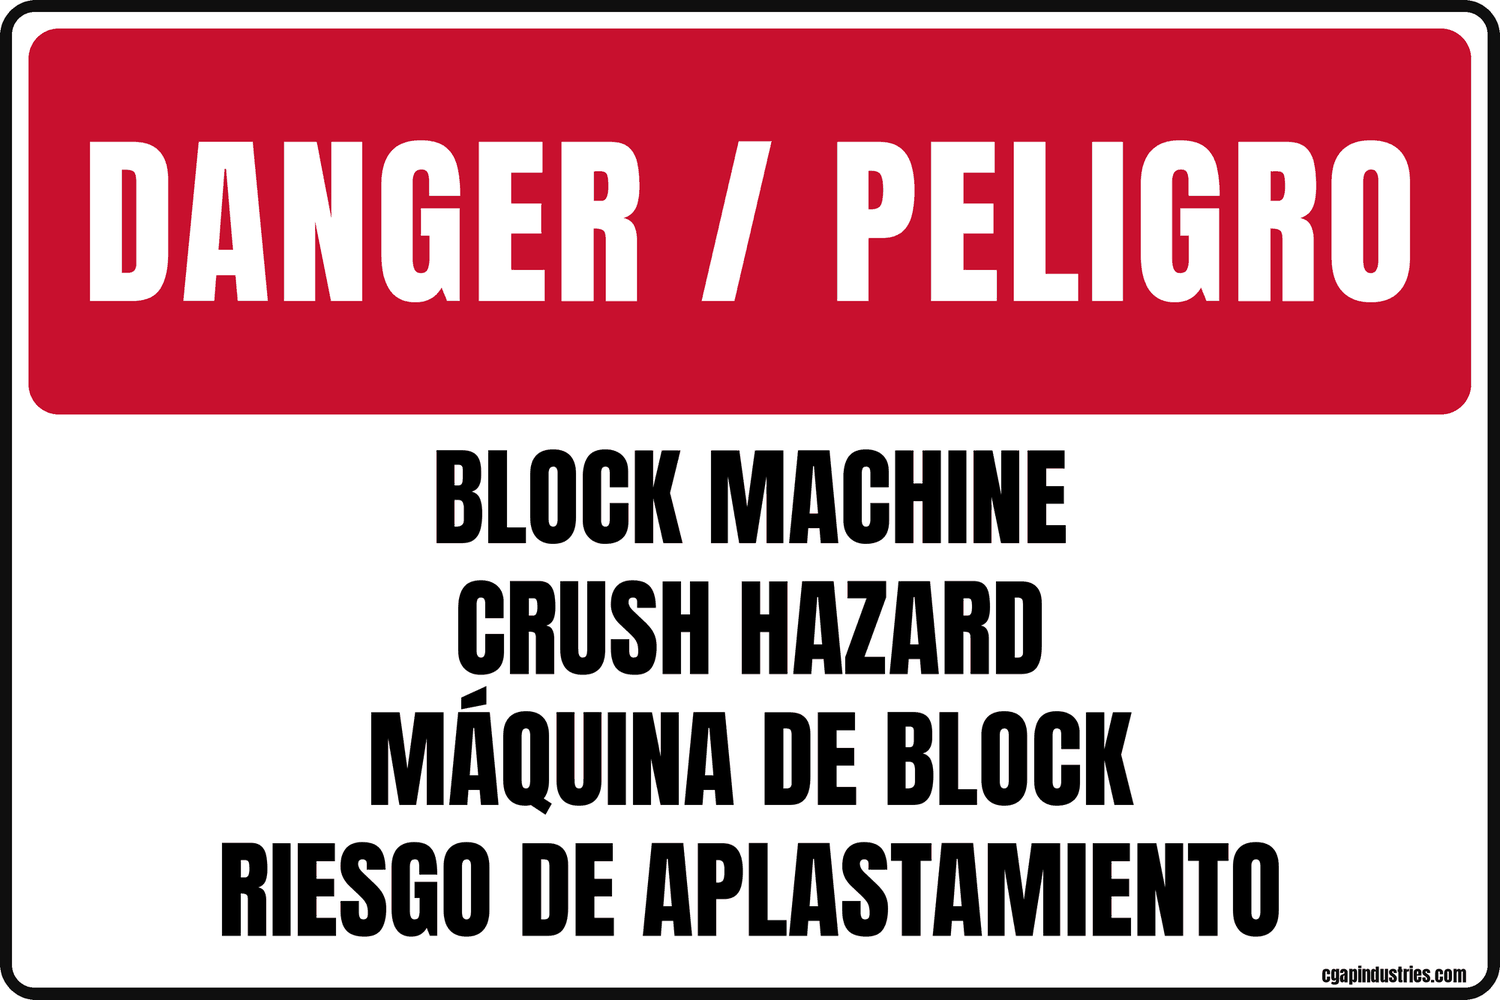 DANGER / PELIGRO
BLOCK MACHINE
CRUSH HAZARD
MÁQUINA DE BLOCK
RIESGO DE APLASTAMIENTO
cgapindustries.com